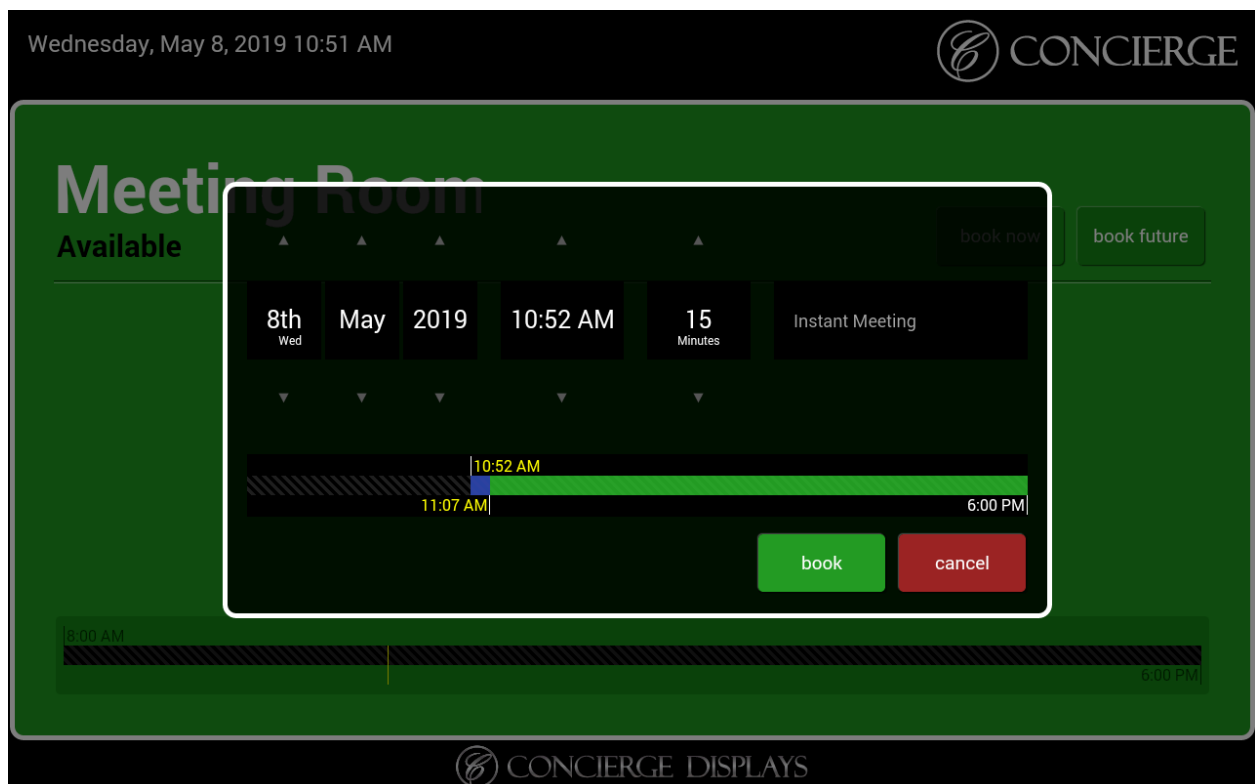 Wednesday, May 8, 2019 10:51 AM
CONCIERGE
Meeting Room
Available
book now
book future
8th
Wed
May
2019
10:52 AM
15
Minutes
Instant Meeting
10:52 AM
11:07 AM
6:00 PM
book
cancel
8:00 AM
6:00 PM
CONCIERGE DISPLAYS